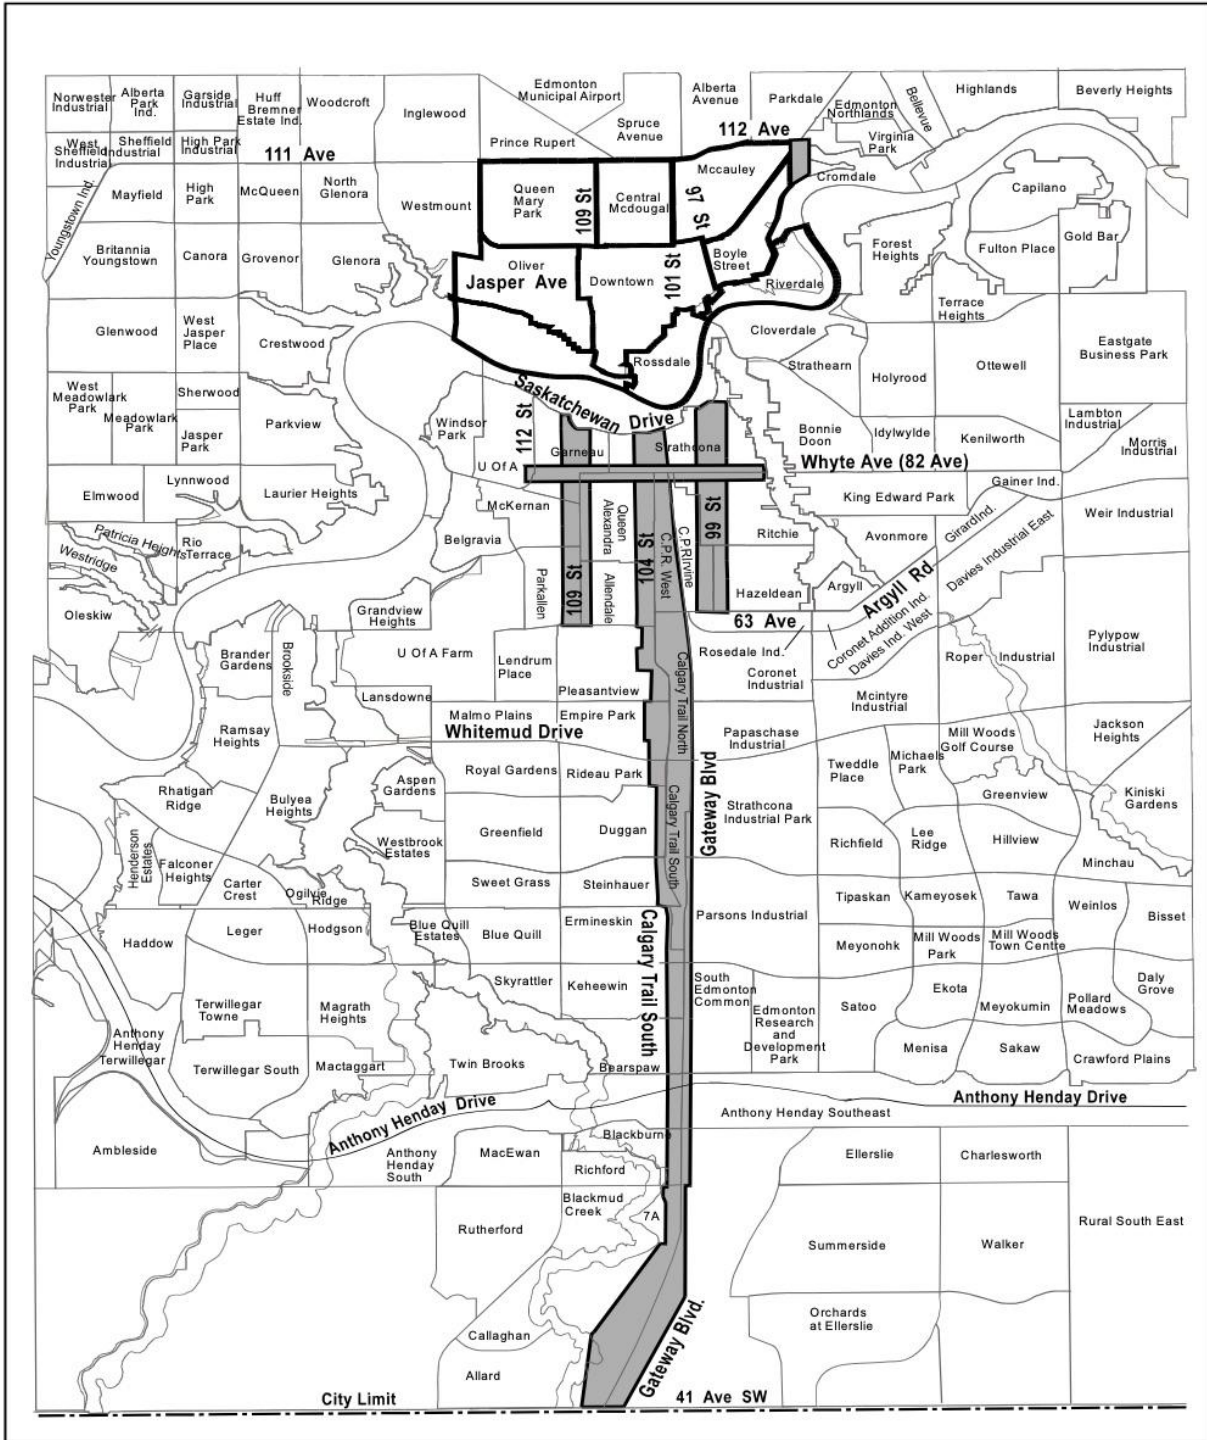 Norwester
Industrial
Alberta
Park
Ind.
Garside
Industrial
Huff
Bremner
Estate Ind.
Woodcroft
Inglewood
Edmonton
Municipal Airport
Alberta
Avenue
Parkdale
Edmonton
Northlands
Bellevue
Highlands
Beverly Heights
Spruce
Avenue
Prince Rupert
112 Ave
Virginia
Park
West
Sheffield
Industrial
Sheffield
Industrial
High Park
Industrial
111 Ave
Cromdale
Youngstown Ind.
Mayfield
High
Park
McQueen
North
Glenora
Westmount
Queen
Mary
Park
109 St
Central
Mcdougal
97 St
Mccauley
Capilano
Britannia
Youngstown
Canora
Grovenor
Glenora
Oliver
Jasper Ave
Downtown
101 St
Boyle
Street
Riverdale
Forest
Heights
Fulton Place
Gold Bar
Terrace
Heights
Glenwood
West
Jasper
Place
Crestwood
Rossdale
Cloverdale
Strathearn
Holyrood
Ottewell
Eastgate
Business Park
West
Meadowlark
Park
Meadowlark
Park
Sherwood
Jasper
Park
Parkview
Windsor
Park
112 St
Saskatchewan Drive
Garneau
Strathcona
Bonnie
Doon
Idylwylde
Kenilworth
Lambton
Industrial
Morris
Industrial
U Of A
Whyte Ave (82 Ave)
Elmwood
Lynnwood
Laurier Heights
McKernan
King Edward Park
Gainer Ind.
Patricia Heights
Westridge
Rio
Terrace
Belgravia
Queen
Alexandra
104 St
C.P.R. West
C.P.R Irvine
99 St
Ritchie
Avonmore
Girard Ind.
Davies Industrial East
Weir Industrial
Oleskiw
Grandview
Heights
Parkallen
109 St
Allendale
Hazeldean
Argyll
Argyll Rd
63 Ave
Coronet Addition Ind.
Davies Ind. West
Brander
Gardens
Brookside
U Of A Farm
Lendrum
Place
Rosedale Ind.
Coronet
Industrial
Roper Industrial
Pylypow
Industrial
Lansdowne
Pleasantview
Calgary Trail North
Mcintyre
Industrial
Ramsay
Heights
Malmo Plains
Empire Park
Whitemud Drive
Papaschase
Industrial
Mill Woods
Golf Course
Jackson
Heights
Rhatigan
Ridge
Bulyea
Heights
Aspen
Gardens
Royal Gardens
Rideau Park
Gateway Blvd
Tweddle
Place
Michaels
Park
Greenview
Kiniski
Gardens
Henderson
Estates
Falconer
Heights
Westbrook
Estates
Greenfield
Duggan
Calgary Trail South
Strathcona
Industrial Park
Richfield
Lee
Ridge
Hillview
Minchau
Carter
Crest
Ogilvie
Ridge
Sweet Grass
Steinhauer
Tipaskan
Kameyosek
Tawa
Weinlos
Bisset
Haddow
Leger
Hodgson
Blue Quill
Estates
Blue Quill
Ermineskin
Calgary Trail South
Parsons Industrial
Meyonohk
Mill Woods
Park
Mill Woods
Town Centre
Terwillegar
Towne
Magrath
Heights
Skyrattler
Keheewin
South
Edmonton
Common
Edmonton
Research
and
Development
Park
Satoo
Ekota
Meyokumin
Pollard
Meadows
Daly
Grove
Anthony
Henday
Terwillegar
Terwillegar South
Mactaggart
Twin Brooks
Bearspaw
Menisa
Sakaw
Crawford Plains
Anthony Henday Drive
Anthony Henday Drive
Anthony Henday Southeast
Ambleside
Anthony
Henday
South
MacEwan
Blackburne
Richford
Ellerslie
Charlesworth
Rutherford
Blackmud
Creek
7A
Summerside
Walker
Rural South East
Callaghan
Allard
Gateway Blvd.
Orchards
at Ellerslie
City Limit
41 Ave SW